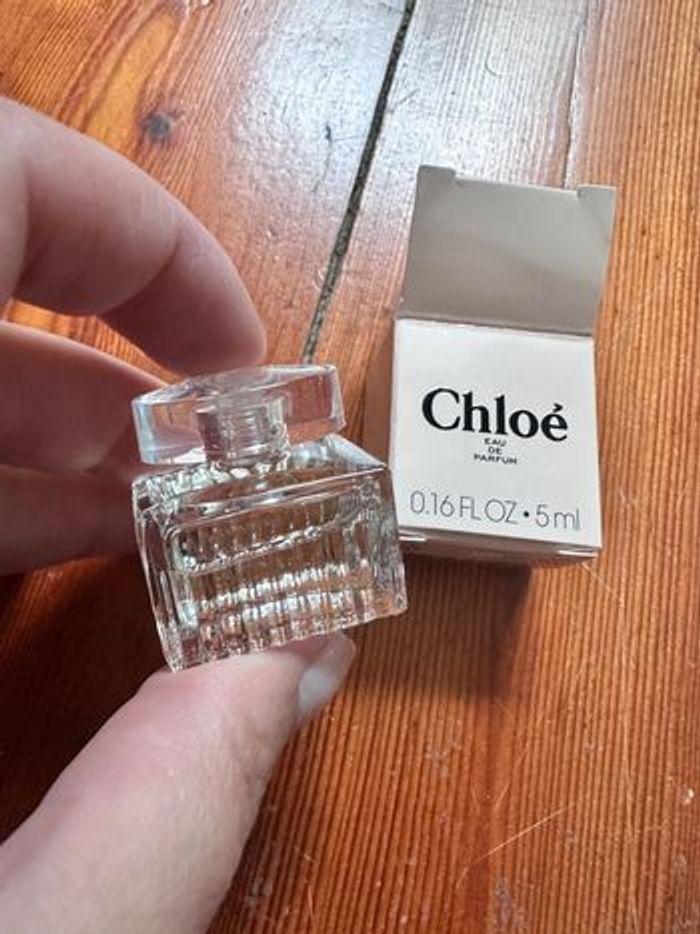 Chloé
EAU
DE
PARFUM
0.16 FL OZ • 5 ml